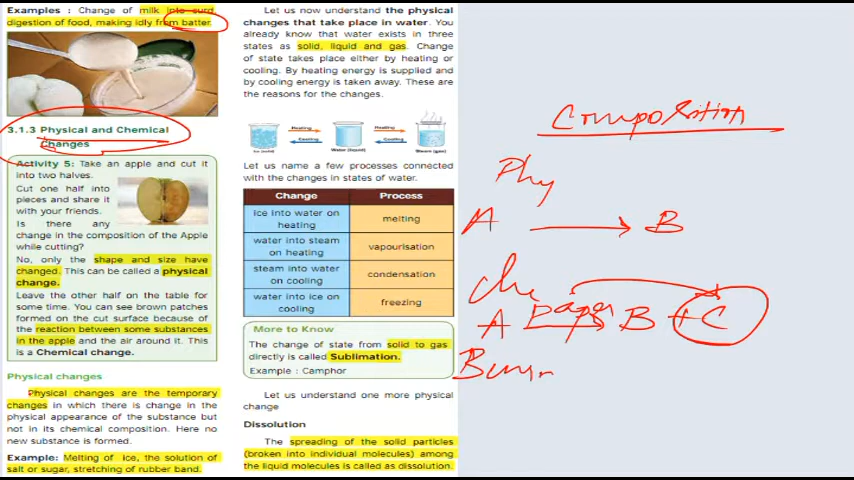 Examples : Change of milk into curd
digestion of food, making idly from batter.
3.1.3 Physical and Chemical
Changes
Activity 5: Take an apple and cut it
into two halves.
Cut one half into
pieces and share it
with your friends.
Is there any
change in the composition of the Apple
while cutting?
No, only the shape and size have
changed. This can be called a physical
change.
Leave the other half on the table for
some time. You can see brown patches
formed on the cut surface because of
the reaction between some substances
in the apple and the air around it. This
is a Chemical change.
Physical changes
Physical changes are the temporary
changes in which there is change in the
physical appearance of the substance but
not in its chemical composition. Here no
new substance is formed.
Example: Melting of ice, the solution of
salt or sugar, stretching of rubber band.
Let us now understand the physical
changes that take place in water. You
already know that water exists in three
states as solid, liquid and gas. Change
of state takes place either by heating or
cooling. By heating energy is supplied and
by cooling energy is taken away. These are
the reasons for the changes.
Heating Heating
Cooling Cooling
Ice (solid) Water (liquid) Steam (gas)
Let us name a few processes connected
with the changes in states of water.
Change Process
ice into water on
heating
melting
water into steam
on heating
vapourisation
steam into water
on cooling
condensation
water into ice on
cooling
freezing
More to Know
The change of state from solid to gas
directly is called Sublimation.
Example : Camphor
Let us understand one more physical
change
Dissolution
The spreading of the solid particles
(broken into individual molecules) among
the liquid molecules is called as dissolution.
Composition
Phy
A → B
Che
paper
A → B + C
Burn